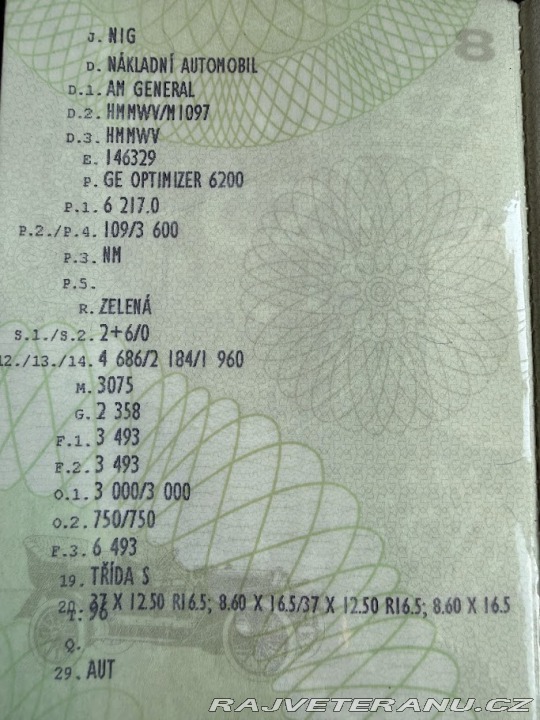 8
J. N1G
D. NÁKLADNÍ AUTOMOBIL
D.1. AM GENERAL
D.2. HMMWV/M1097
D.3. HMMWV
E. 146329
P. GE OPTIMIZER 6200
P.1. 6 217.0
P.2./P.4. 109/3 600
P.3. NM
P.5.
R. ZELENÁ
S.1./S.2. 2+6/0
12./13./14. 4 686/2 184/1 960
M. 3075
G. 2 358
F.1. 3 493
F.2. 3 493
O.1. 3 000/3 000
O.2. 750/750
F.3. 6 493
19. TŘÍDA S
20. 37 X 12.50 R16.5; 8.60 X 16.5/37 X 12.50 R16.5; 8.60 X 16.5
T. 96
Q.
29. AUT
RAJVETERANU.CZ